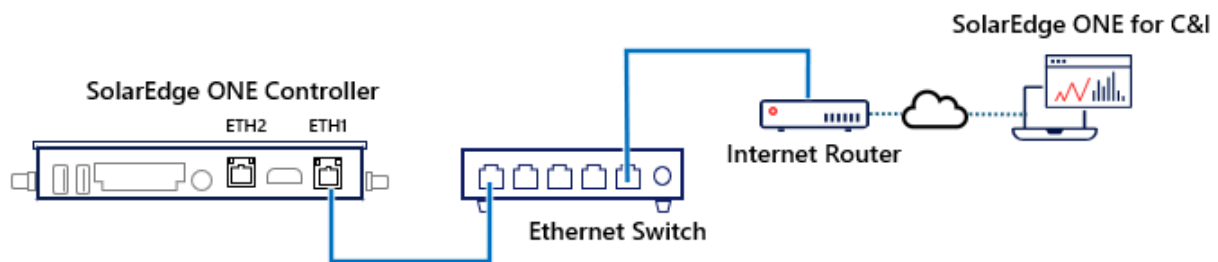 SolarEdge ONE for C&I
SolarEdge ONE Controller
ETH2
ETH1
Internet Router
Ethernet Switch